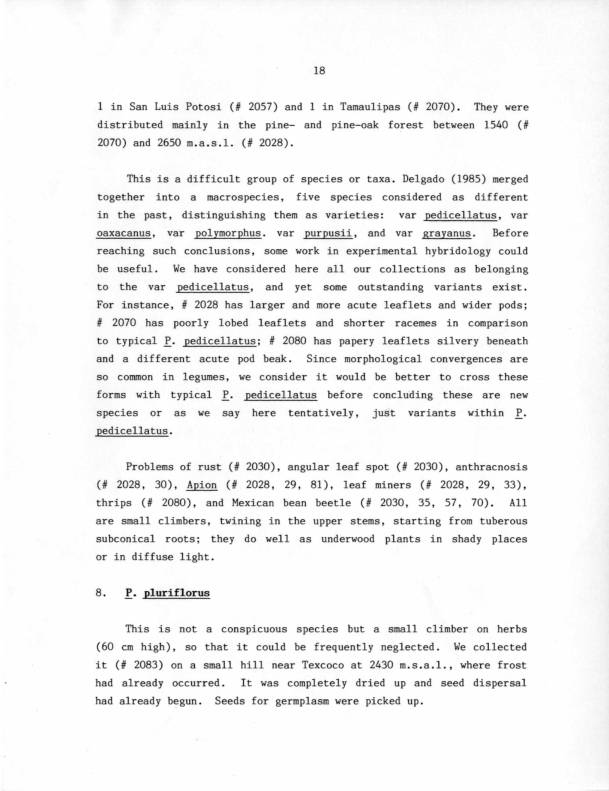 18
1 in San Luis Potosi (# 2057) and 1 in Tamaulipas (# 2070). They were
distributed mainly in the pine- and pine-oak forest between 1540 (#
2070) and 2650 m.a.s.l. (# 2028).
This is a difficult group of species or taxa. Delgado (1985) merged
together into a macrospecies, five species considered as different
in the past, distinguishing them as varieties: var pedicellatus, var
oaxacanus, var polymorphus. var purpusii, and var grayanus. Before
reaching such conclusions, some work in experimental hybridology could
be useful. We have considered here all our collections as belonging
to the var pedicellatus, and yet some outstanding variants exist.
For instance, # 2028 has larger and more acute leaflets and wider pods;
# 2070 has poorly lobed leaflets and shorter racemes in comparison
to typical P. pedicellatus; # 2080 has papery leaflets silvery beneath
and a different acute pod beak. Since morphological convergences are
so common in legumes, we consider it would be better to cross these
forms with typical P. pedicellatus before concluding these are new
species or as we say here tentatively, just variants within P.
pedicellatus.
Problems of rust (# 2030), angular leaf spot (# 2030), anthracnosis
(# 2028, 30), Apion (# 2028, 29, 81), leaf miners (# 2028, 29, 33),
thrips (# 2080), and Mexican bean beetle (# 2030, 35, 57, 70). All
are small climbers, twining in the upper stems, starting from tuberous
subconical roots; they do well as underwood plants in shady places
or in diffuse light.
8. P. pluriflorus
This is not a conspicuous species but a small climber on herbs
(60 cm high), so that it could be frequently neglected. We collected
it (# 2083) on a small hill near Texcoco at 2430 m.s.a.l., where frost
had already occurred. It was completely dried up and seed dispersal
had already begun. Seeds for germplasm were picked up.